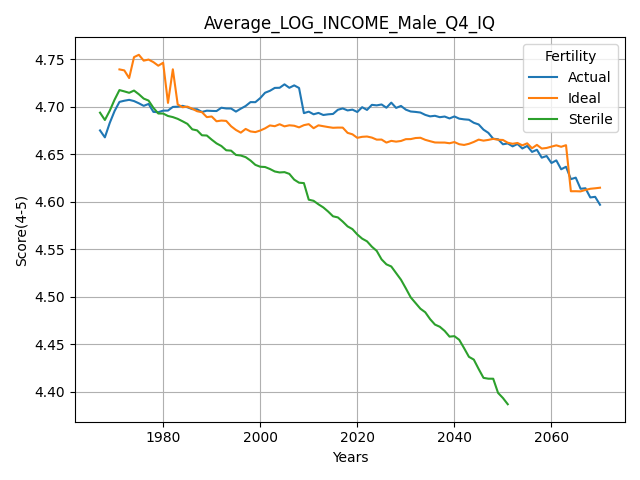 Average_LOG_INCOME_Male_Q4_IQ
Fertility
Actual
Ideal
Sterile
Score(4-5)
4.75
4.70
4.65
4.60
4.55
4.50
4.45
4.40
1980 2000 2020 2040 2060
Years